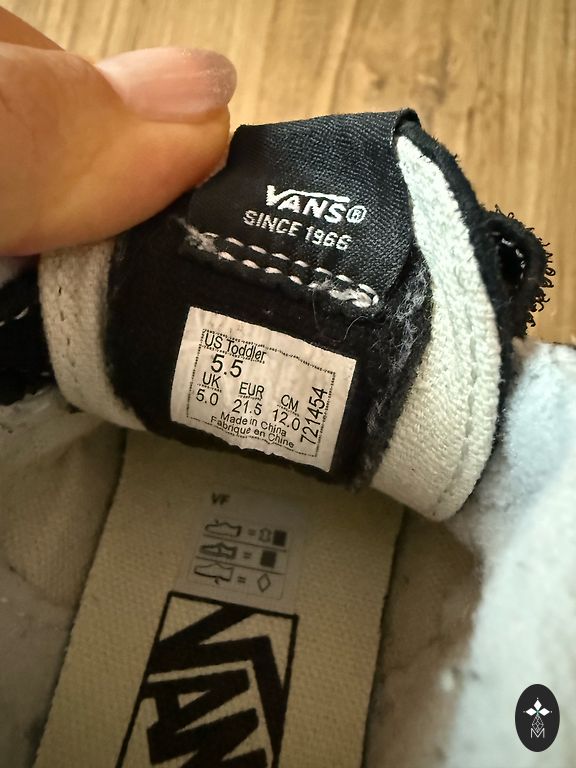 VANS®
SINCE 1966
US Toddler
5.5
UK EUR CM
5.0 21.5 12.0
721454
Made in China
Fabriqué en Chine
VF
VAN
M